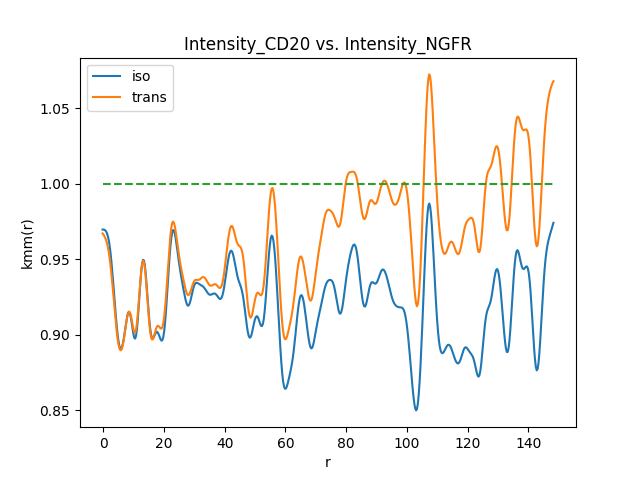 Intensity_CD20 vs. Intensity_NGFR
iso
trans
1.05
1.00
0.95
0.90
0.85
kmm(r)
0 20 40 60 80 100 120 140
r